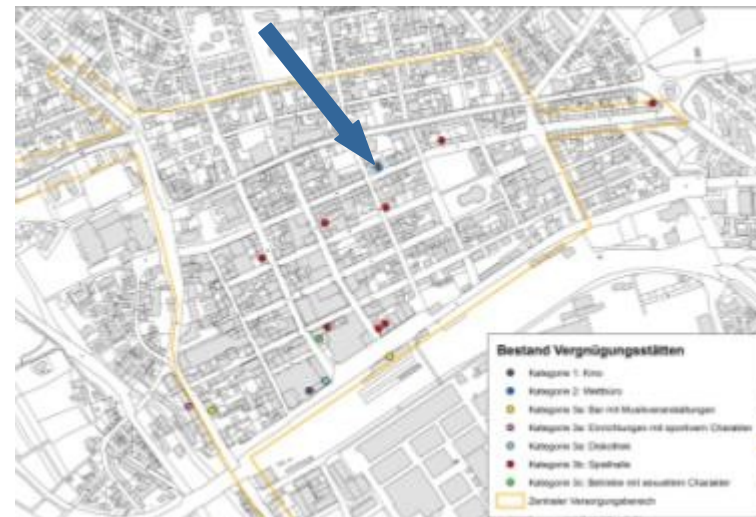 Bestand Vergnügungsstätten
Kategorie 1: Kino
Kategorie 2: Wettbüro
Kategorie 3a: Bar mit Musikveranstaltungen
Kategorie 3a: Einrichtungen mit sportivem Charakter
Kategorie 3a: Diskothek
Kategorie 3b: Spielhalle
Kategorie 3c: Betriebe mit sexuellem Charakter
Zentraler Versorgungsbereich